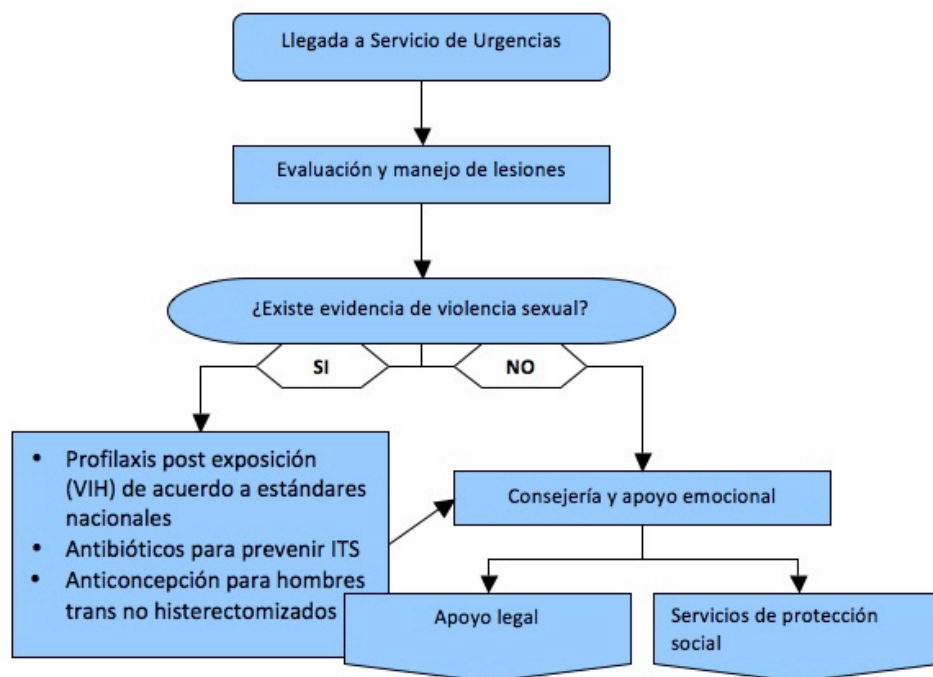 Llegada a Servicio de Urgencias
Evaluación y manejo de lesiones
¿Existe evidencia de violencia sexual?
SI
NO
• Profilaxis post exposición
(VIH) de acuerdo a estándares
nacionales
• Antibióticos para prevenir ITS
• Anticoncepción para hombres
trans no histerectomizados
Consejería y apoyo emocional
Apoyo legal
Servicios de protección
social